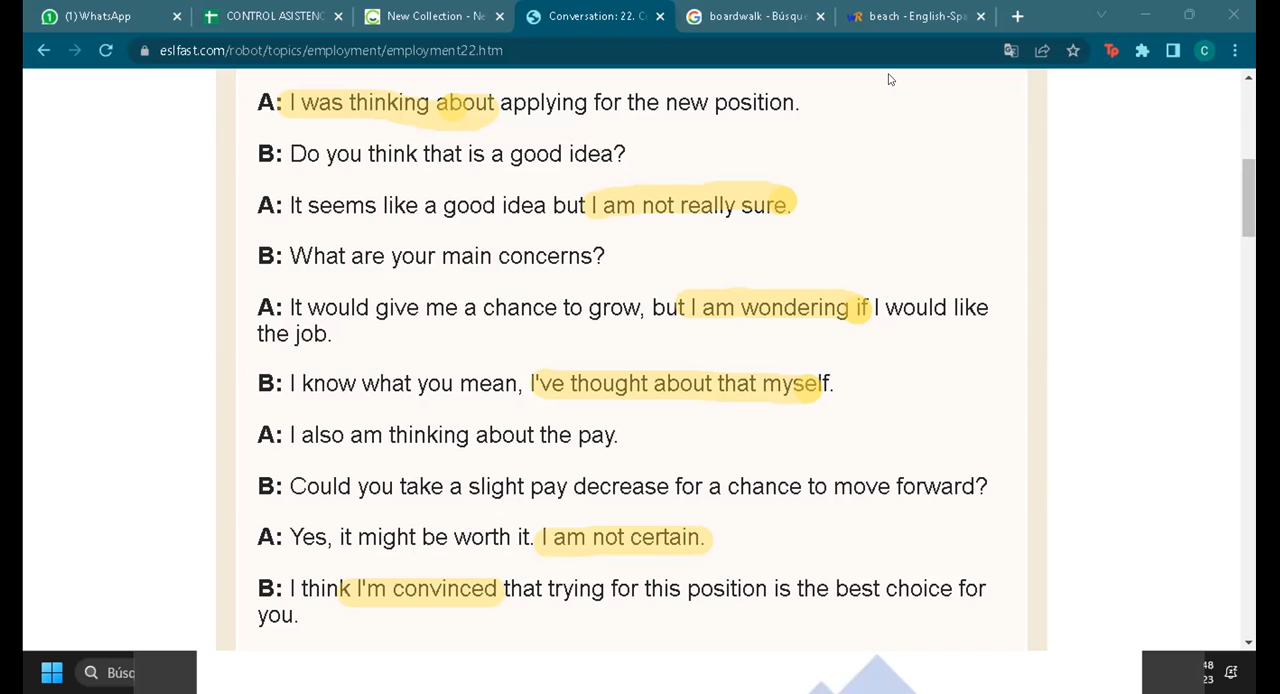 (1) WhatsApp
CONTROL ASISTENC
New Collection - Ne
Conversation: 22. C
boardwalk - Búsque
beach - English-Spa
eslfast.com/robot/topics/employment/employment22.htm
A: I was thinking about applying for the new position.
B: Do you think that is a good idea?
A: It seems like a good idea but I am not really sure.
B: What are your main concerns?
A: It would give me a chance to grow, but I am wondering if I would like
the job.
B: I know what you mean, I've thought about that myself.
A: I also am thinking about the pay.
B: Could you take a slight pay decrease for a chance to move forward?
A: Yes, it might be worth it. I am not certain.
B: I think I'm convinced that trying for this position is the best choice for
you.
Búsc
48
23